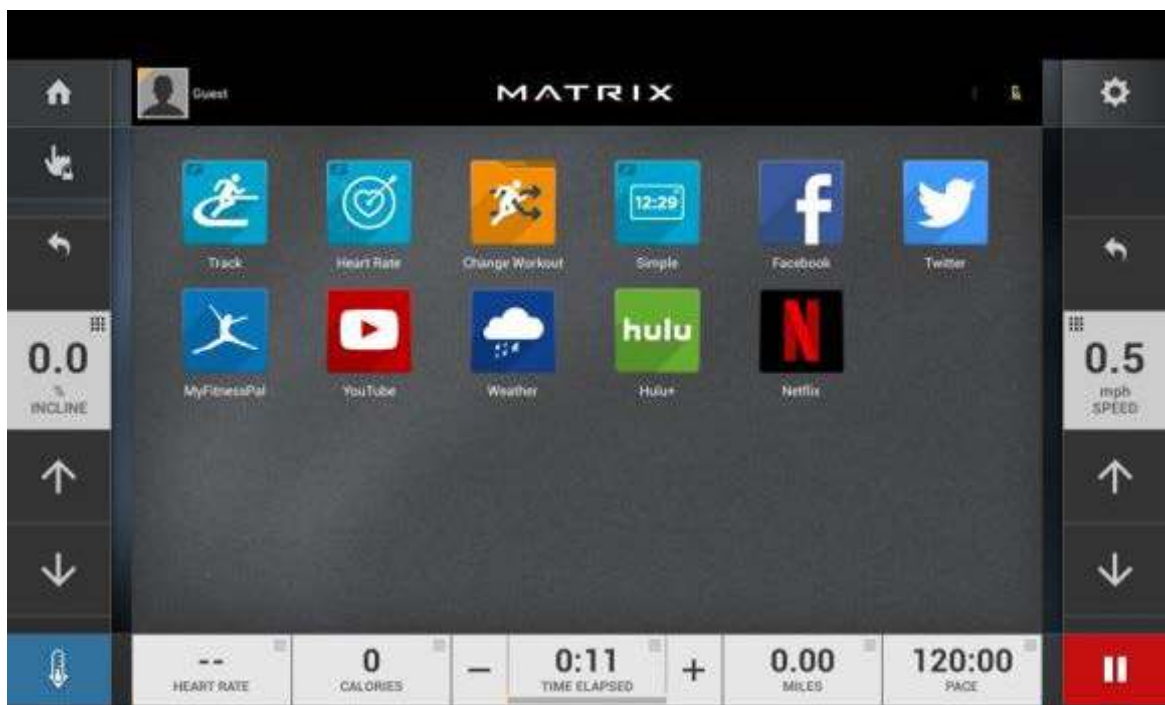 Guest
MATRIX
12:29
f
Track
Heart Rate
Change Workout
Simple
Facebook
Twitter
hulu
N
MyFitnessPal
YouTube
Weather
Hulu+
Netflix
0.0
%
INCLINE
0.5
mph
SPEED
--
HEART RATE
0
CALORIES
−
0:11
TIME ELAPSED
+
0.00
MILES
120:00
PACE